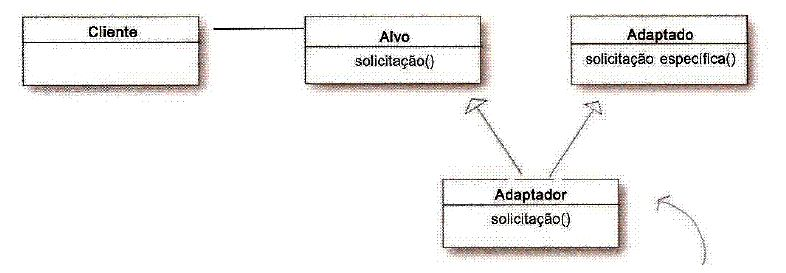 Cliente
Alvo
solicitação()
Adaptado
solicitação específica()
Adaptador
solicitação()